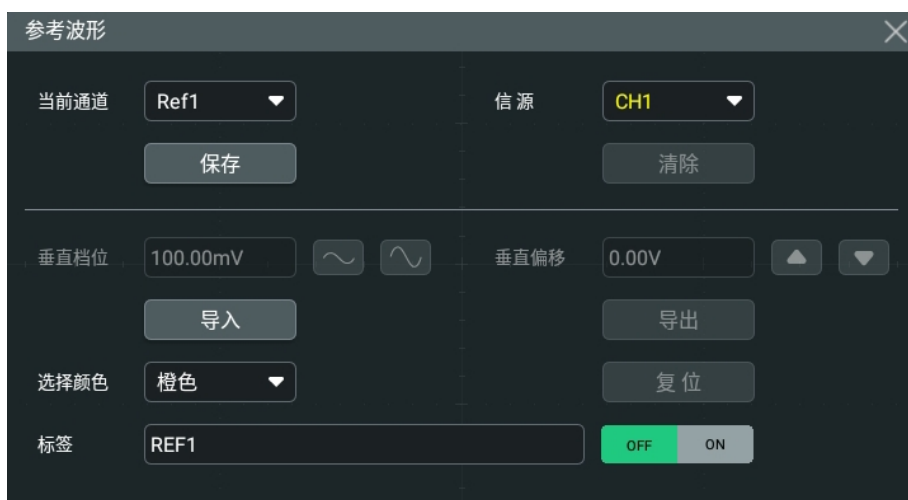 参考波形
当前通道 Ref1 信源 CH1
保存 清除
垂直档位 100.00mV 垂直偏移 0.00V
导入 导出
选择颜色 橙色 复位
标签 REF1 OFF ON